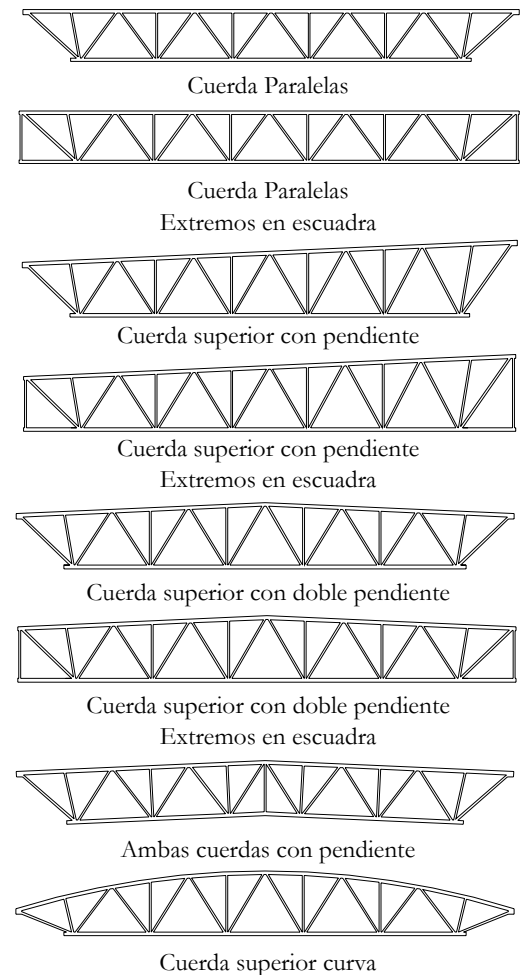 Cuerda Paralelas
Cuerda Paralelas
Extremos en escuadra
Cuerda superior con pendiente
Cuerda superior con pendiente
Extremos en escuadra
Cuerda superior con doble pendiente
Cuerda superior con doble pendiente
Extremos en escuadra
Ambas cuerdas con pendiente
Cuerda superior curva